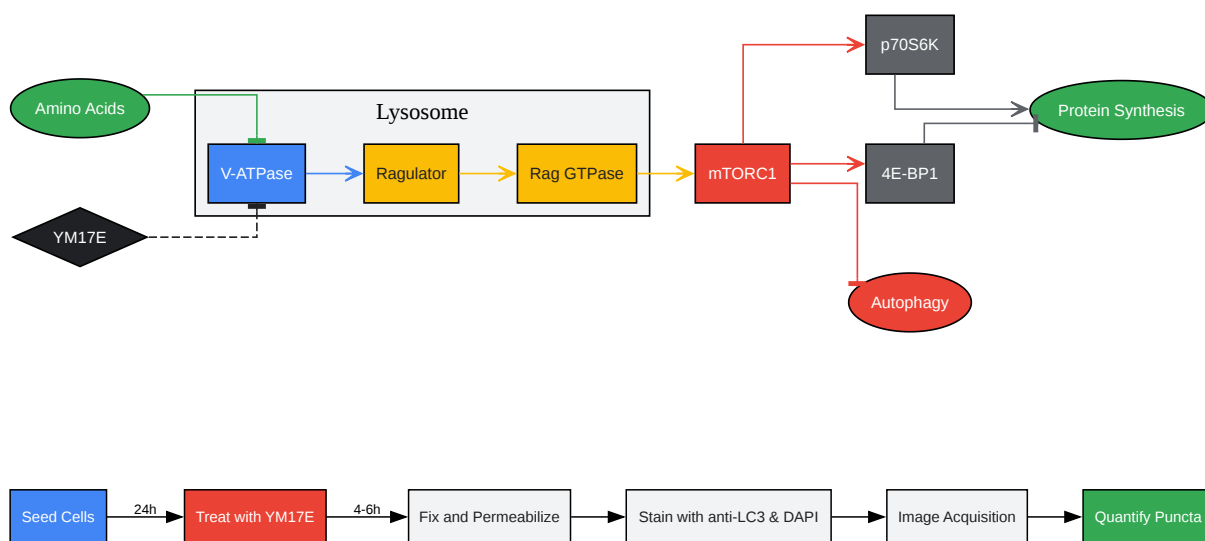 p70S6K
Amino Acids
Lysosome
Protein Synthesis
V-ATPase
Ragulator
Rag GTPase
mTORC1
4E-BP1
YM17E
Autophagy
Seed Cells
24h
Treat with YM17E
4-6h
Fix and Permeabilize
Stain with anti-LC3 & DAPI
Image Acquisition
Quantify Puncta